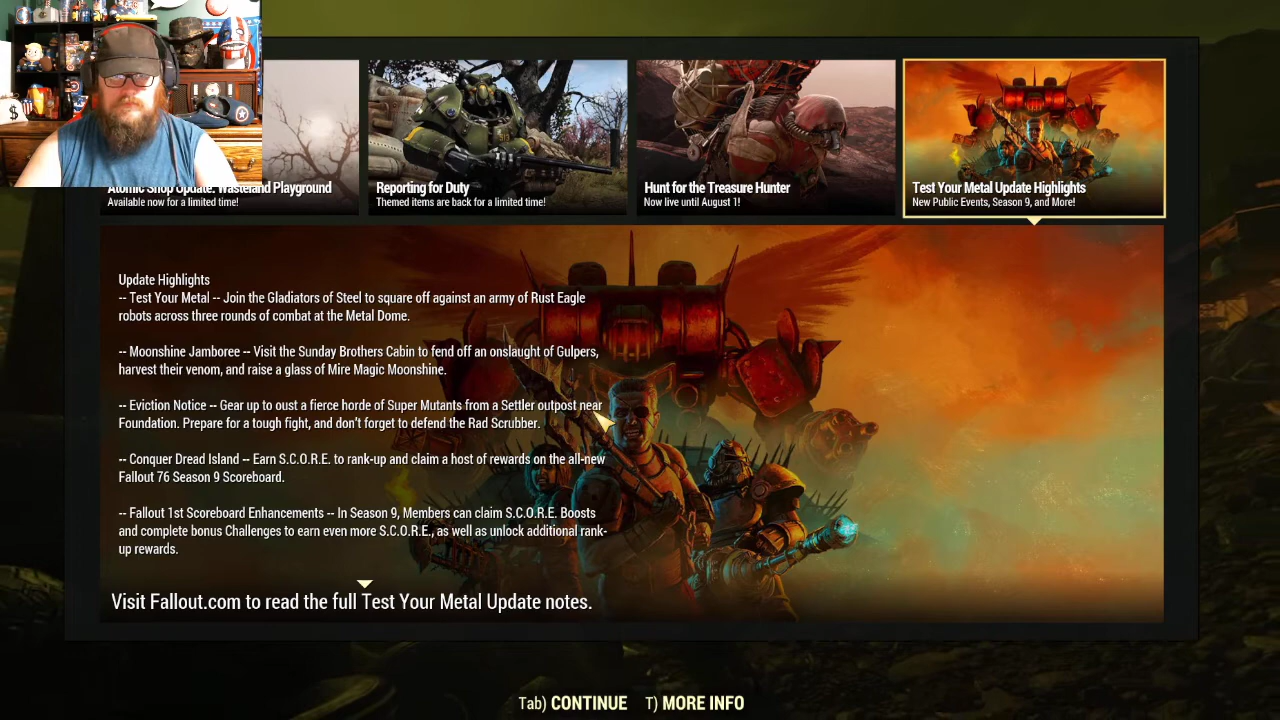 Atomic Shop Update: Wasteland Playground
Available now for a limited time!
Reporting for Duty
Themed items are back for a limited time!
Hunt for the Treasure Hunter
Now live until August 1!
Test Your Metal Update Highlights
New Public Events, Season 9, and More!
Update Highlights
-- Test Your Metal -- Join the Gladiators of Steel to square off against an army of Rust Eagle
robots across three rounds of combat at the Metal Dome.
-- Moonshine Jamboree -- Visit the Sunday Brothers Cabin to fend off an onslaught of Gulpers,
harvest their venom, and raise a glass of Mire Magic Moonshine.
-- Eviction Notice -- Gear up to oust a fierce horde of Super Mutants from a Settler outpost near
Foundation. Prepare for a tough fight, and don't forget to defend the Rad Scrubber.
-- Conquer Dread Island -- Earn S.C.O.R.E. to rank-up and claim a host of rewards on the all-new
Fallout 76 Season 9 Scoreboard.
-- Fallout 1st Scoreboard Enhancements -- In Season 9, Members can claim S.C.O.R.E. Boosts
and complete bonus Challenges to earn even more S.C.O.R.E., as well as unlock additional rank-
up rewards.
Visit Fallout.com to read the full Test Your Metal Update notes.
Tab) CONTINUE T) MORE INFO